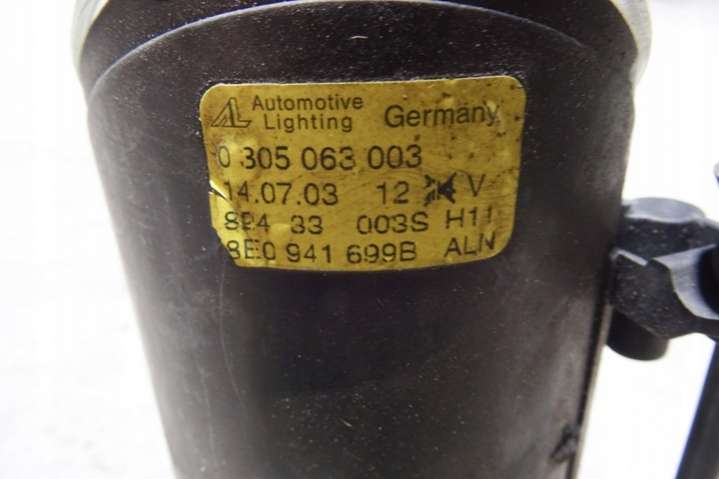 AL Automotive Lighting Germany
0 305 063 003
14.07.03 12 V
894 33 003S H11
8E0 941 699B ALN